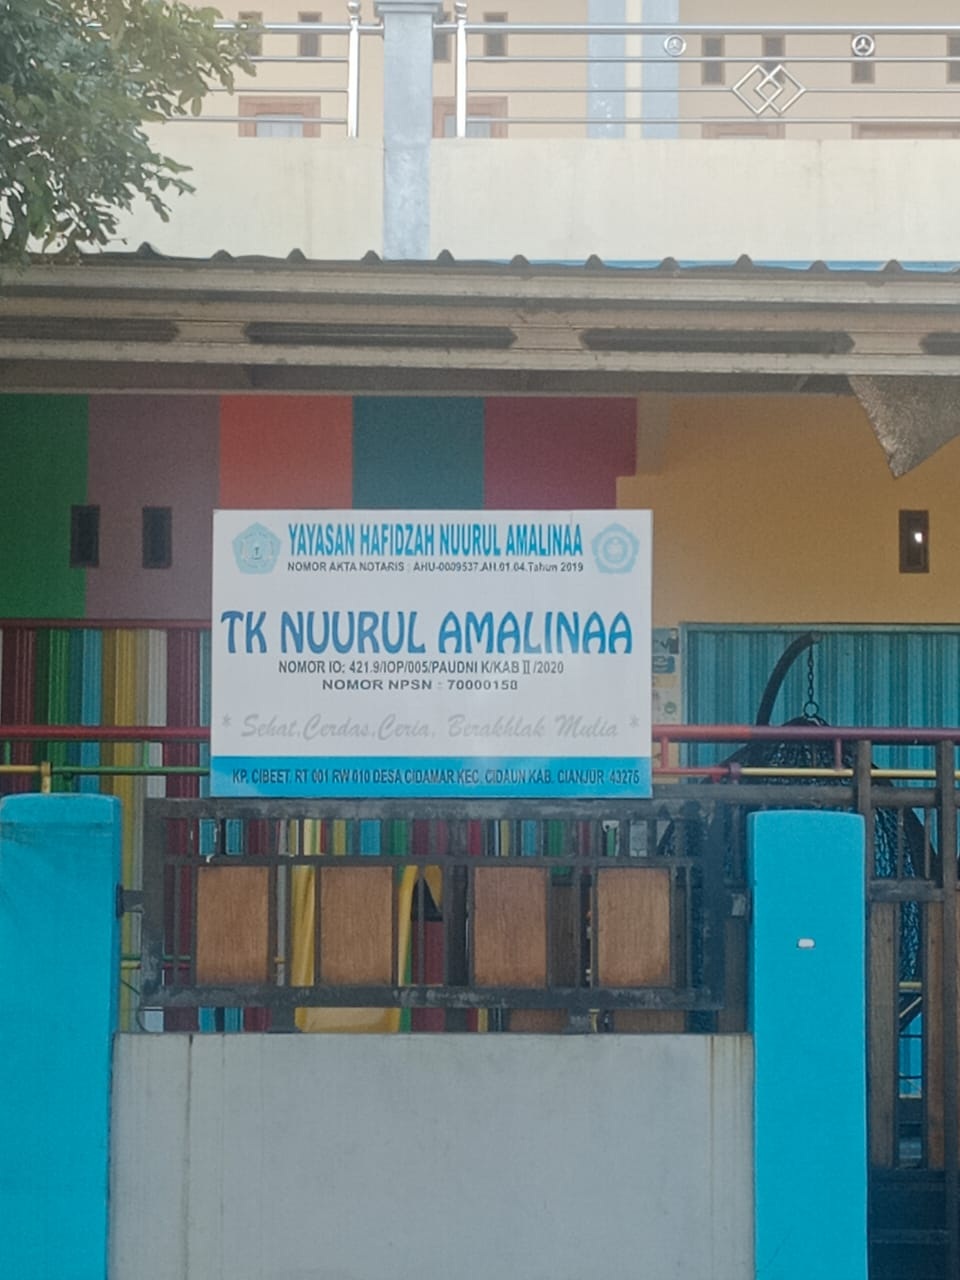 YAYASAN HAFIDZAH NUURUL AMALINAA
NOMOR AKTA NOTARIS : AHU-0009537.AH.01.04.Tahun 2019
TK NUURUL AMALINAA
NOMOR IO: 421.9/IOP/005/PAUDNI K/KAB II /2020
NOMOR NPSN : 70000158
* Sehat,Cerdas,Ceria, Berakhlak Mulia *
KP. CIBEET RT 001 RW 010 DESA CIDAMAR KEC. CIDAUN KAB. CIANJUR 43275